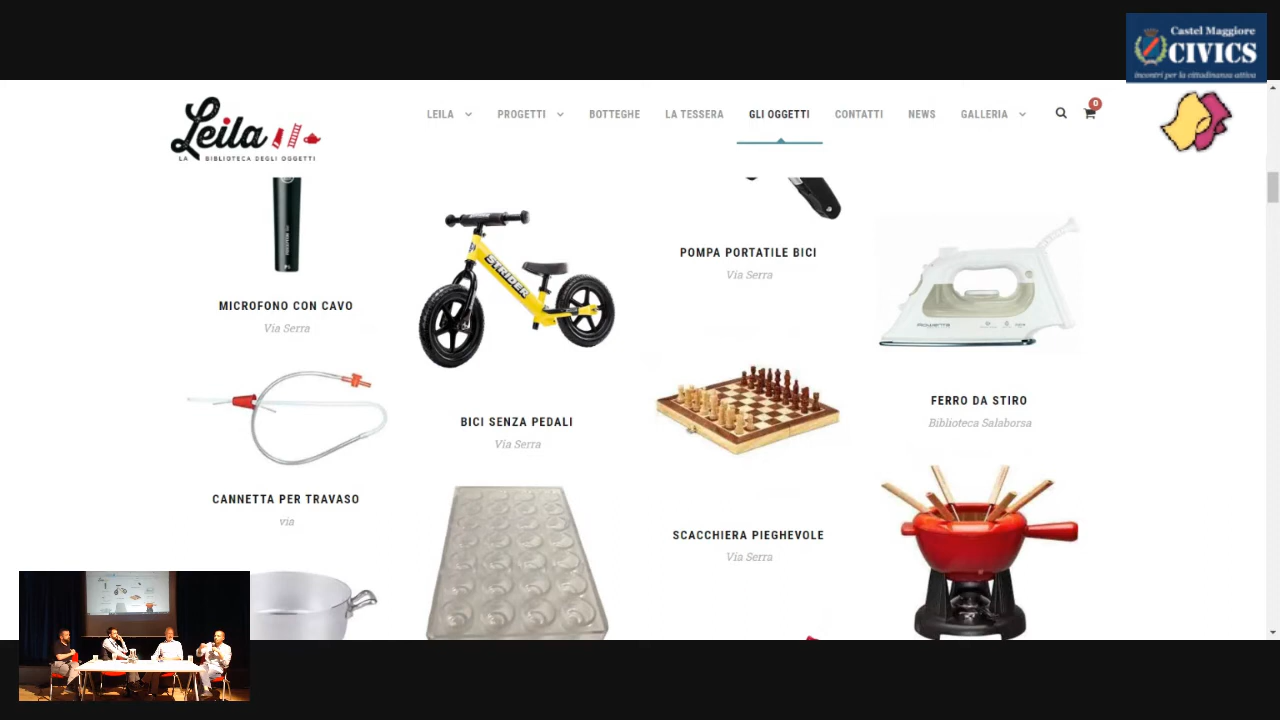 Castel Maggiore
CIVICS
incontri per la cittadinanza attiva
Leila
LA BIBLIOTECA DEGLI OGGETTI
LEILA PROGETTI BOTTEGHE LA TESSERA GLI OGGETTI CONTATTI NEWS GALLERIA 0
STRIDER
POMPA PORTATILE BICI
Via Serra
MICROFONO CON CAVO
Via Serra
Rowenta
FERRO DA STIRO
Biblioteca Salaborsa
BICI SENZA PEDALI
Via Serra
CANNETTA PER TRAVASO
via
SCACCHIERA PIEGHEVOLE
Via Serra